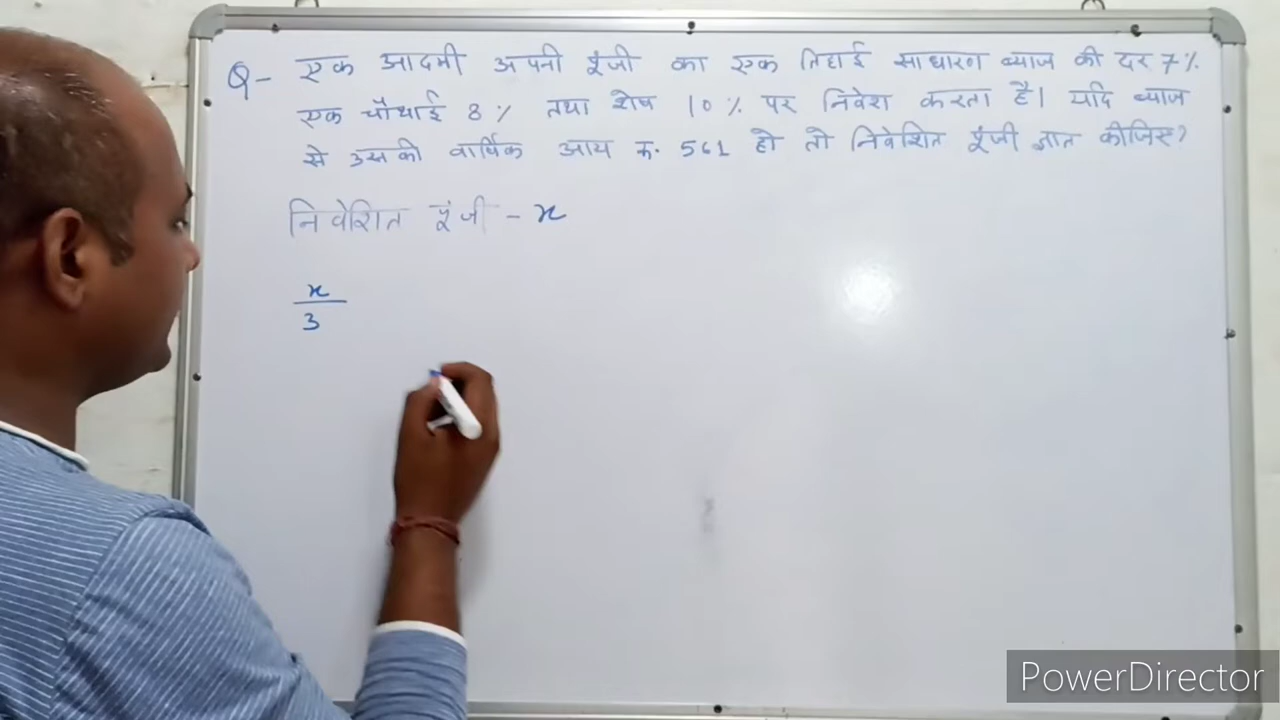 Q- एक आदमी अपनी पूंजी का एक तिहाई साधारण ब्याज की दर 7%
एक चौथाई 8% तथा शेष 10% पर निवेश करता है। यदि ब्याज
से उसकी वार्षिक आय रु. 561 हो तो निवेशित पूंजी ज्ञात कीजिए?
निवेशित पूंजी - x
x
3
PowerDirector